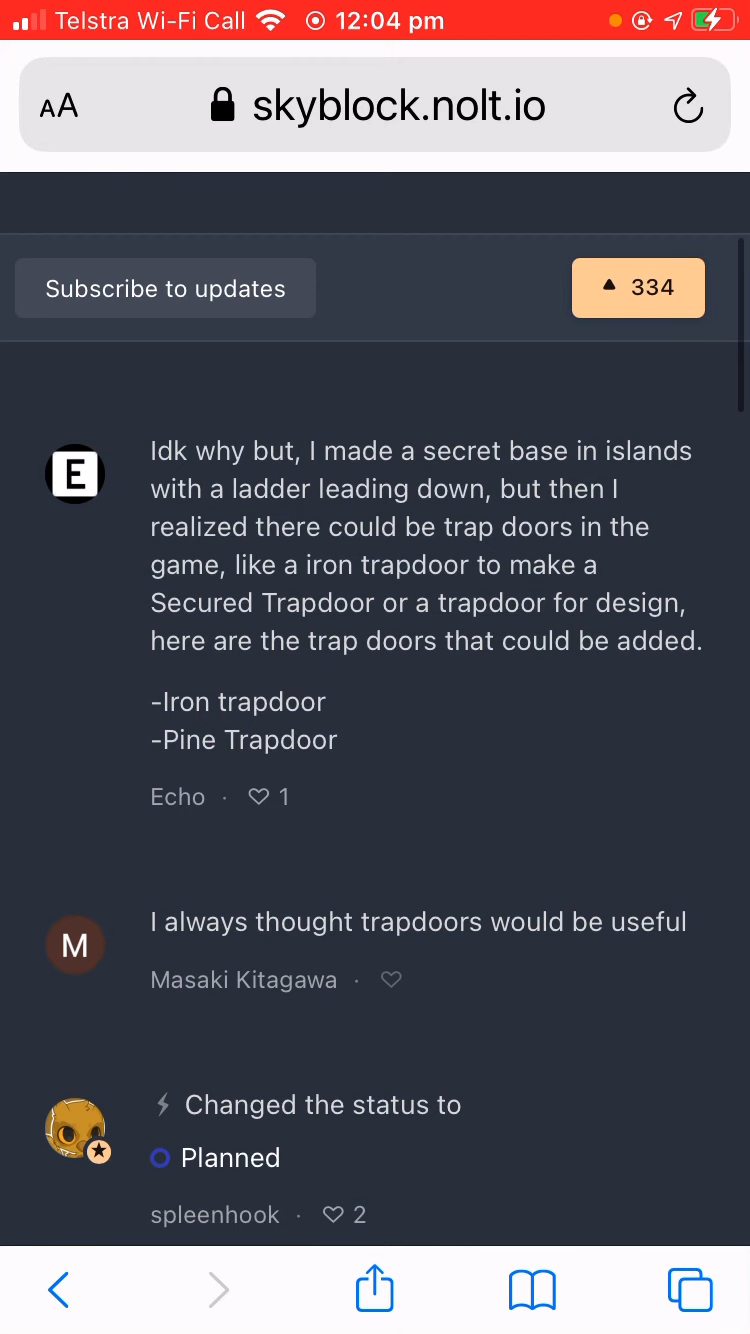 Telstra Wi-Fi Call 12:04 pm
AA skyblock.nolt.io
Subscribe to updates
334
E
Idk why but, I made a secret base in islands
with a ladder leading down, but then I
realized there could be trap doors in the
game, like a iron trapdoor to make a
Secured Trapdoor or a trapdoor for design,
here are the trap doors that could be added.
-Iron trapdoor
-Pine Trapdoor
Echo · 1
M
I always thought trapdoors would be useful
Masaki Kitagawa ·
Changed the status to
Planned
spleenhook · 2